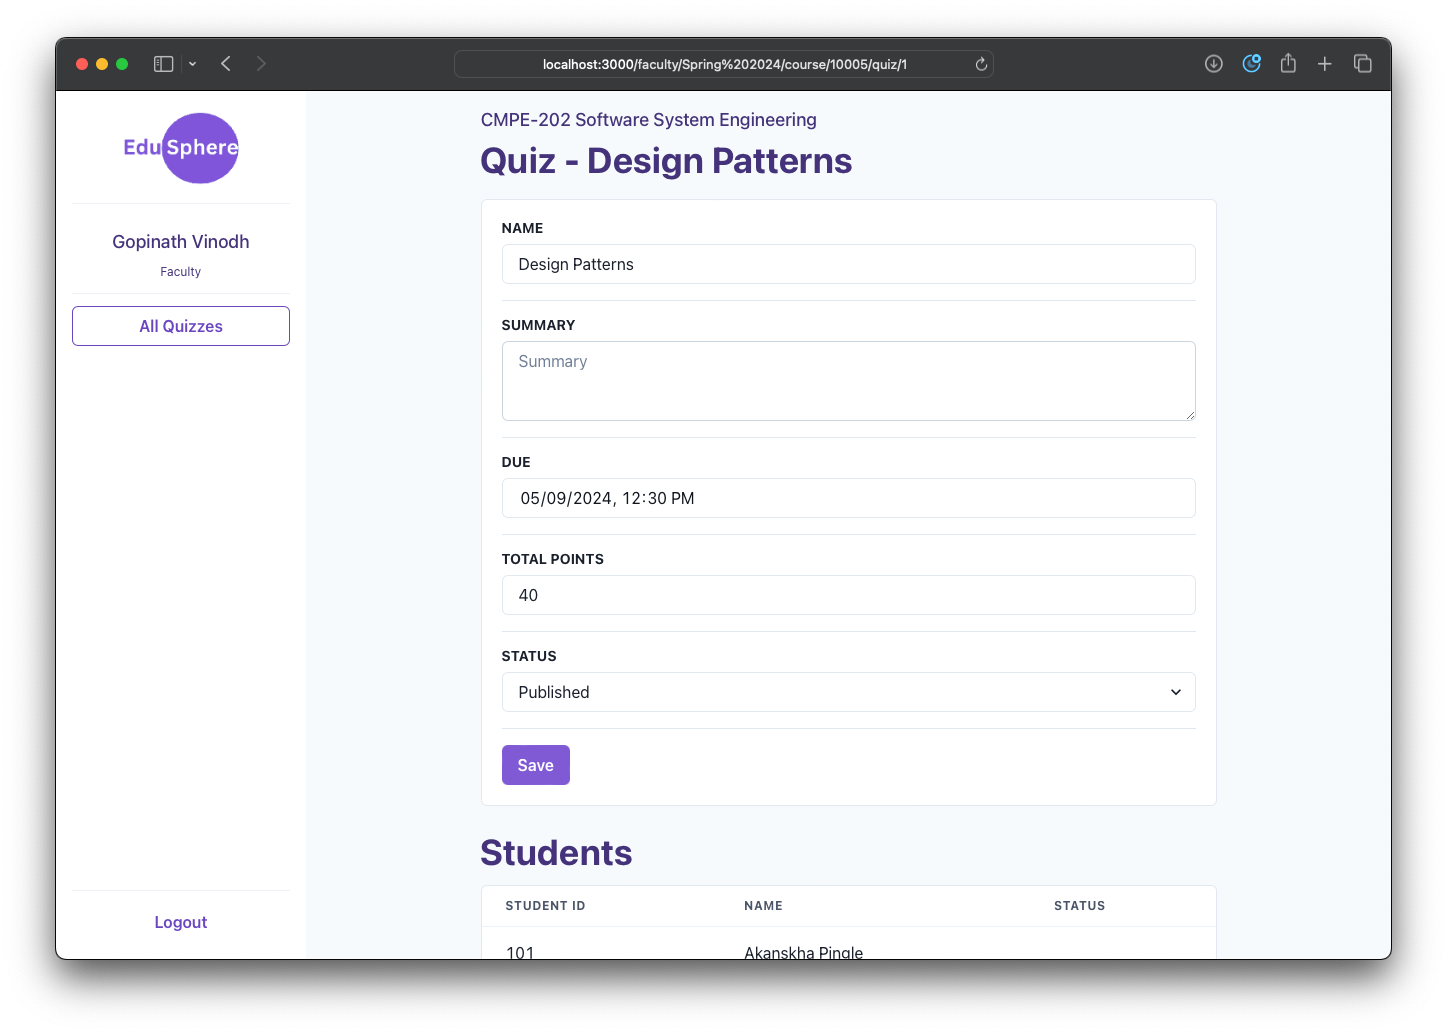 localhost:3000/faculty/Spring%202024/course/10005/quiz/1
EduSphere
Gopinath Vinodh
Faculty
All Quizzes
Logout
CMPE-202 Software System Engineering
Quiz - Design Patterns
NAME
Design Patterns
SUMMARY
Summary
DUE
05/09/2024, 12:30 PM
TOTAL POINTS
40
STATUS
Published
Save
Students
STUDENT ID NAME STATUS
101 Akanskha Pingle